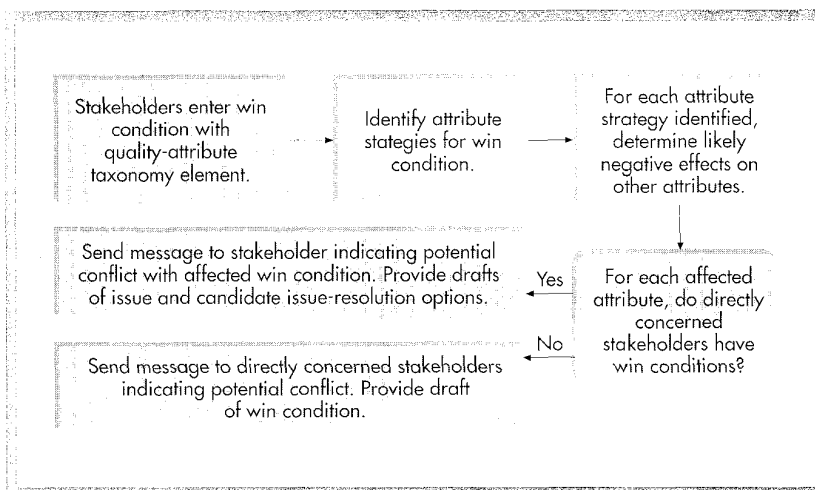 Stakeholders enter win
condition with
quality-attribute
taxonomy element.
Identify attribute
stategies for win
condition.
For each attribute
strategy identified,
determine likely
negative effects on
other attributes.
For each affected
attribute, do directly
concerned
stakeholders have
win conditions?
Yes
Send message to stakeholder indicating potential
conflict with affected win condition. Provide drafts
of issue and candidate issue-resolution options.
No
Send message to directly concerned stakeholders
indicating potential conflict. Provide draft
of win condition.